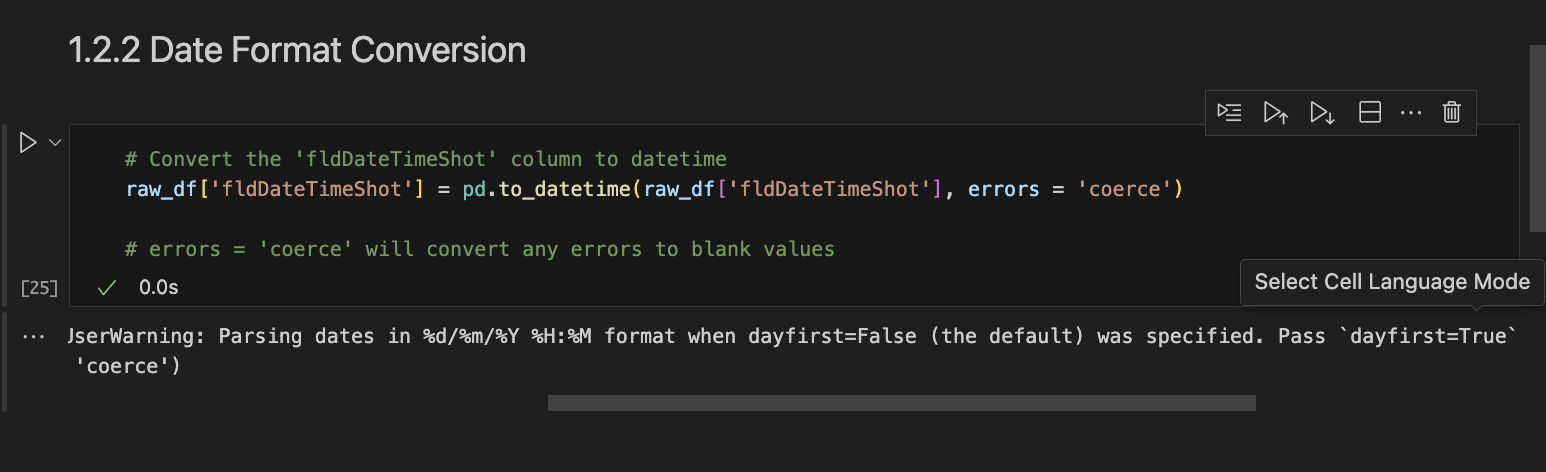 1.2.2 Date Format Conversion
# Convert the 'fldDateTimeShot' column to datetime
raw_df['fldDateTimeShot'] = pd.to_datetime(raw_df['fldDateTimeShot'], errors = 'coerce')
# errors = 'coerce' will convert any errors to blank values
[25] ✓ 0.0s
Select Cell Language Mode
... UserWarning: Parsing dates in %d/%m/%Y %H:%M format when dayfirst=False (the default) was specified. Pass `dayfirst=True`
'coerce')